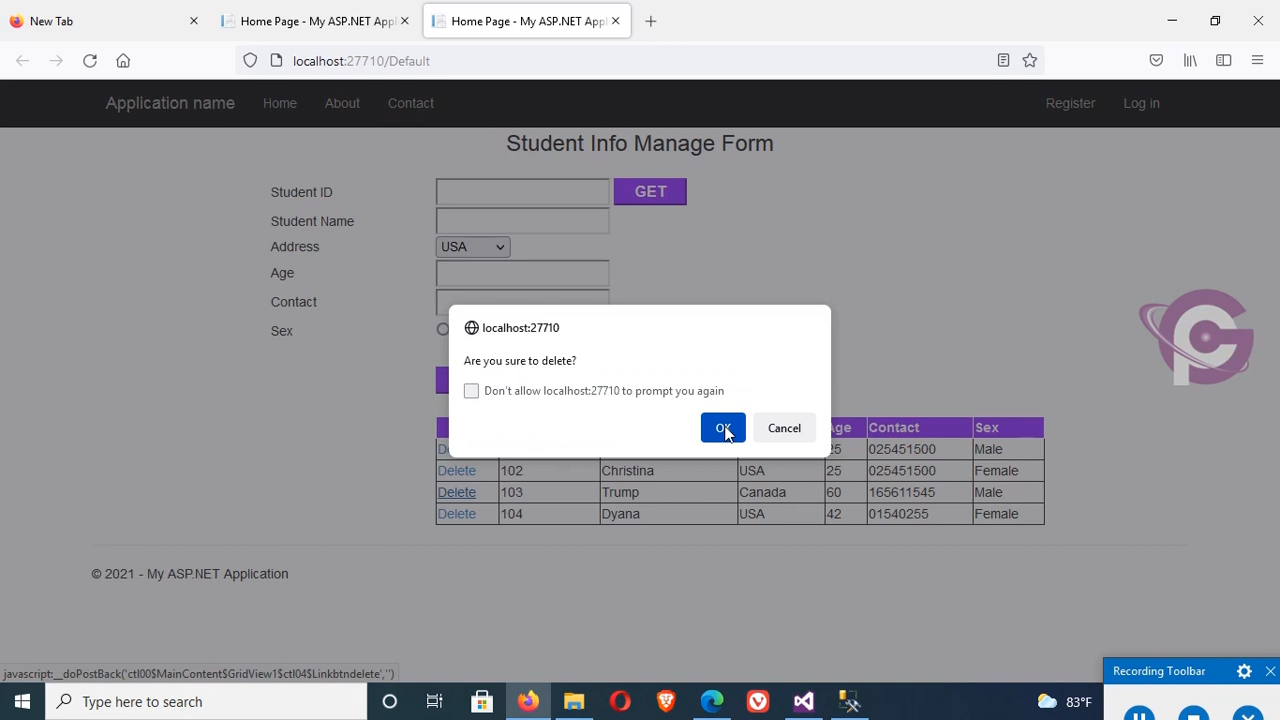 New Tab
Home Page - My ASP.NET Appl
Home Page - My ASP.NET Appl
localhost:27710/Default
Application name Home About Contact Register Log in
Student Info Manage Form
Student ID GET
Student Name
Address USA
Age
Contact
Sex
localhost:27710
Are you sure to delete?
Don't allow localhost:27710 to prompt you again
OK Cancel
Age Contact Sex
25 025451500 Male
Delete 102 Christina USA 25 025451500 Female
Delete 103 Trump Canada 60 165611545 Male
Delete 104 Dyana USA 42 01540255 Female
© 2021 - My ASP.NET Application
javascript:__doPostBack('ctl00$MainContent$GridView1$ctl04$Linkbtndelete','')
Recording Toolbar
Type here to search
83°F